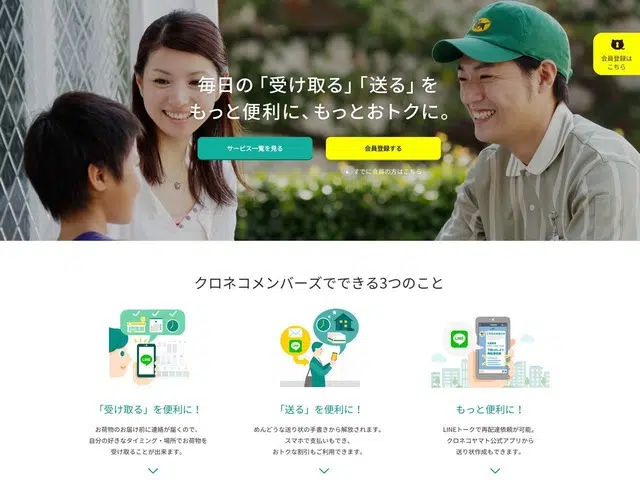 会員登録は
こちら
毎日の「受け取る」「送る」を
もっと便利に、もっとおトクに。
サービス一覧を見る
会員登録する
すでに会員の方はこちら
クロネコメンバーズでできる3つのこと
LINE
「受け取る」を便利に！
お荷物のお届け前に連絡が届くので、
自分の好きなタイミング・場所でお荷物を
受け取ることが出来ます。
「送る」を便利に！
めんどうな送り状の手書きから解放されます。
スマホで支払いもでき、
おトクな割引もご利用できます。
もっと便利に！
LINEトークで再配達依頼が可能。
クロネコヤマト公式アプリから
送り状作成もできます。